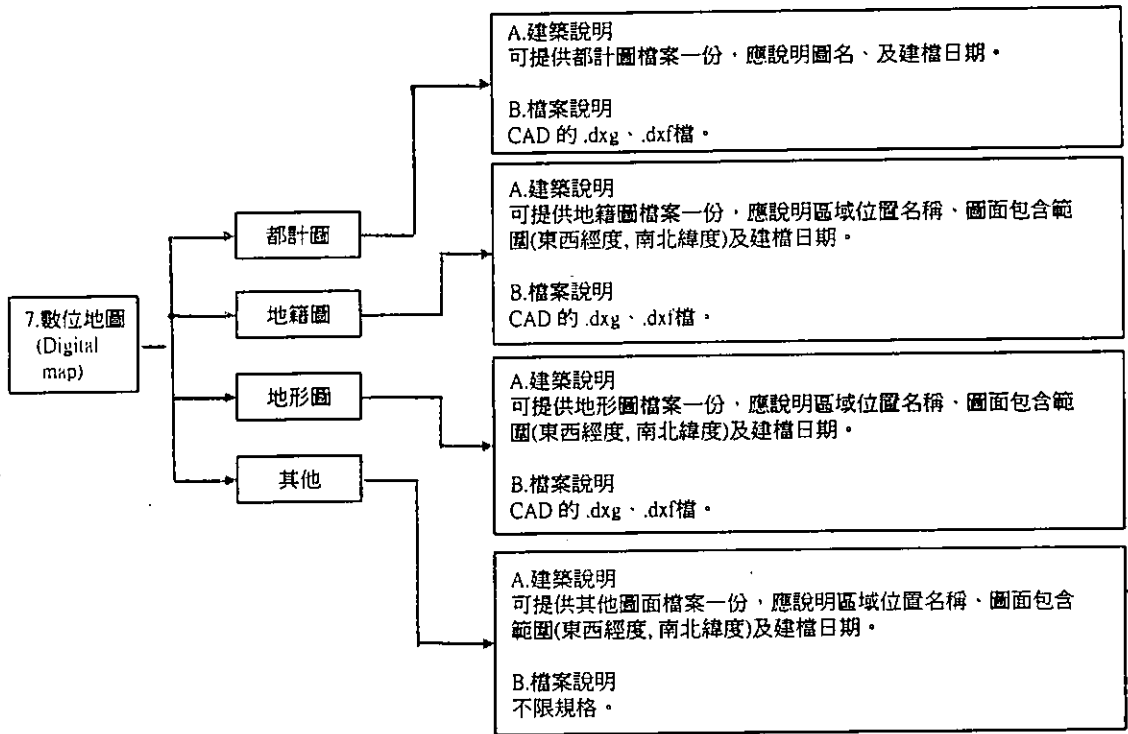 7.數位地圖
(Digital
map)
都計圖
地籍圖
地形圖
其他
A.建築說明
可提供都計圖檔案一份，應說明圖名、及建檔日期。
B.檔案說明
CAD 的 .dxg、.dxf檔。
A.建築說明
可提供地籍圖檔案一份，應說明區域位置名稱、圖面包含範
圍(東西經度, 南北緯度)及建檔日期。
B.檔案說明
CAD 的 .dxg、.dxf檔。
A.建築說明
可提供地形圖檔案一份，應說明區域位置名稱、圖面包含範
圍(東西經度, 南北緯度)及建檔日期。
B.檔案說明
CAD 的 .dxg、.dxf檔。
A.建築說明
可提供其他圖面檔案一份，應說明區域位置名稱、圖面包含
範圍(東西經度, 南北緯度)及建檔日期。
B.檔案說明
不限規格。